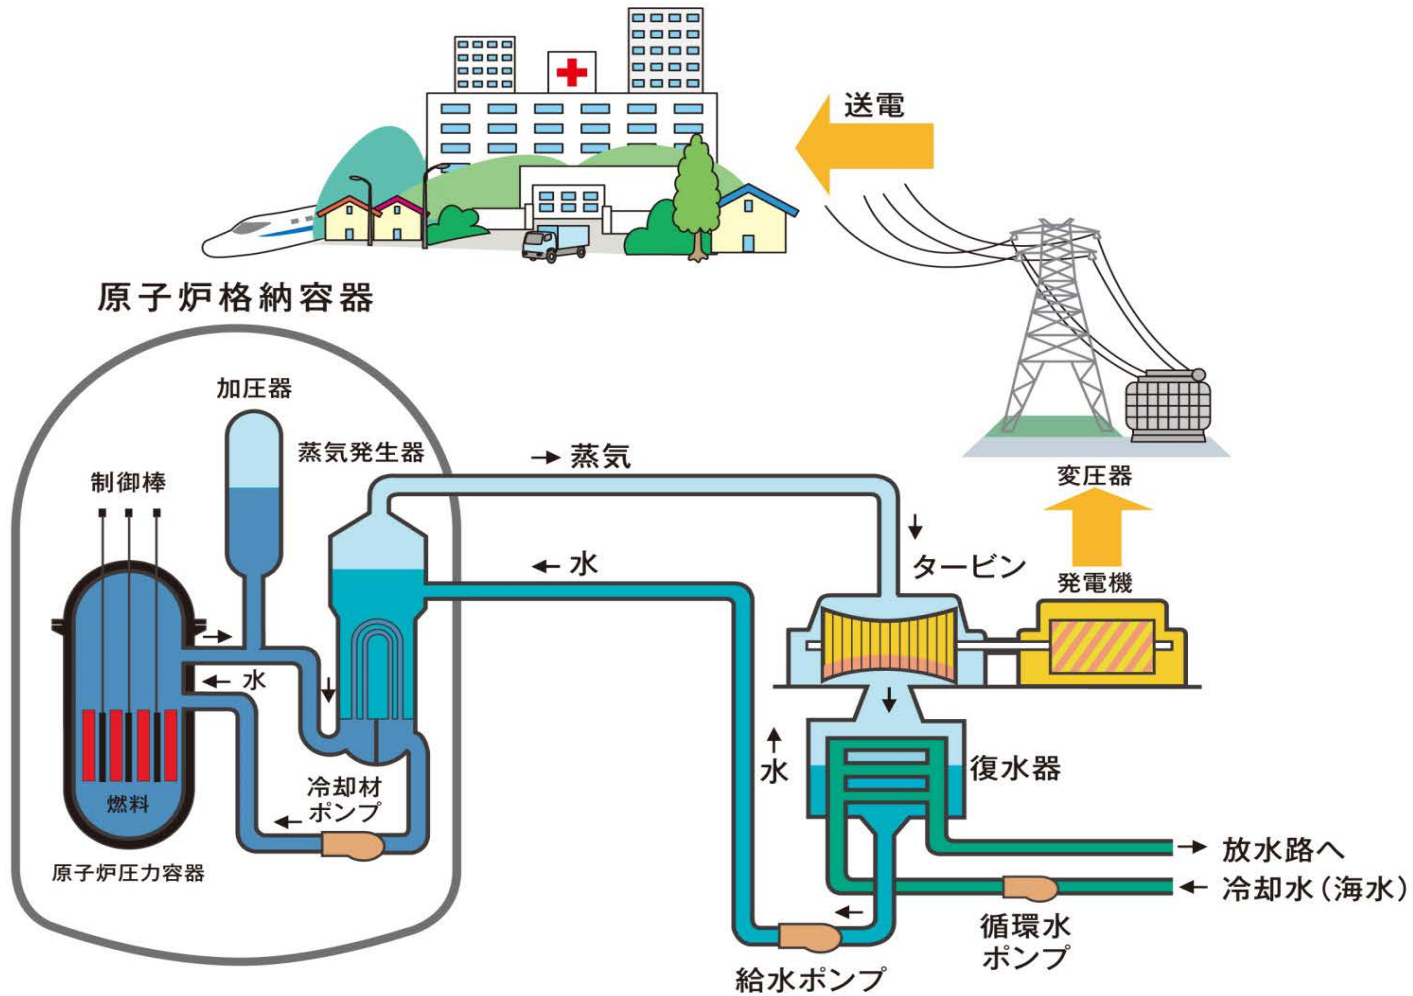 送電
原子炉格納容器
加圧器
蒸気発生器
制御棒
→蒸気
変圧器
←水
タービン
発電機
←水
水
復水器
冷却材
ポンプ
燃料
原子炉圧力容器
放水路へ
冷却水(海水)
循環水
ポンプ
給水ポンプ